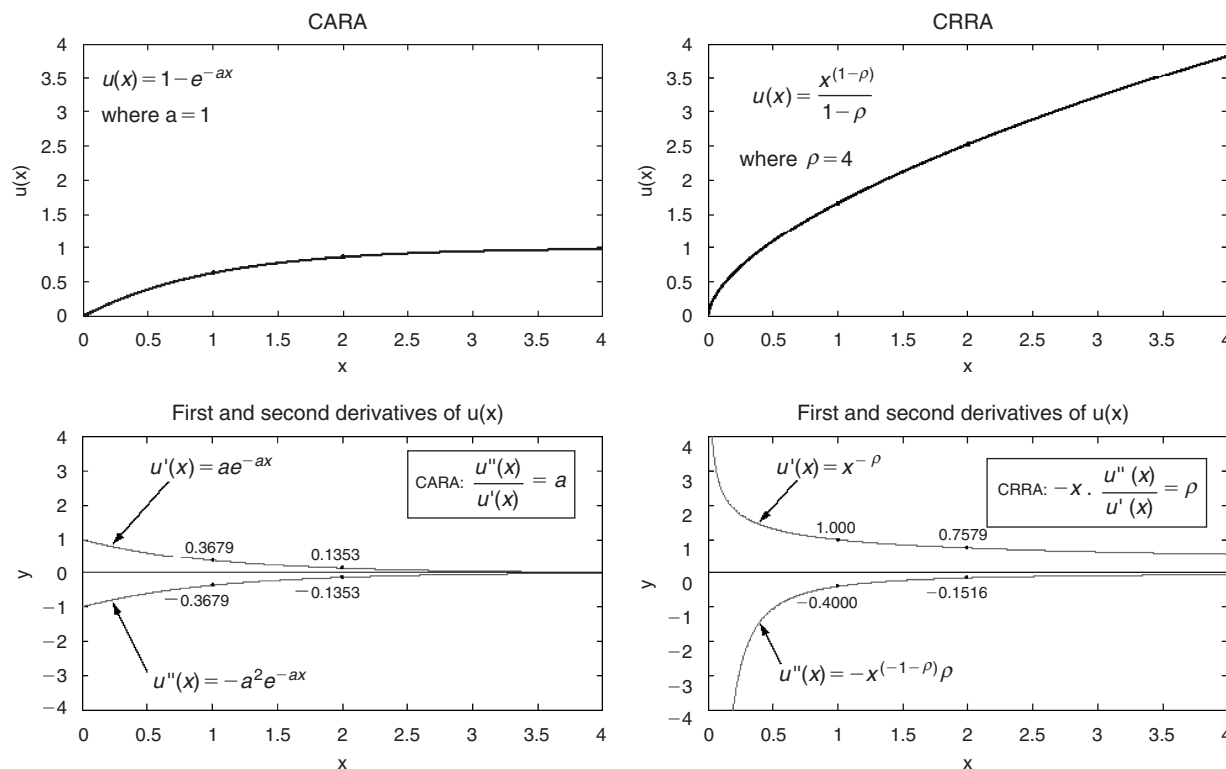 CARA
4
3.5
3
2.5
2
1.5
1
0.5
0
u(x)
u(x) = 1 − e^{−ax}
where a = 1
0 0.5 1 1.5 2 2.5 3 3.5 4
x
CRRA
4
3.5
3
2.5
2
1.5
1
0.5
0
u(x)
u(x) = x^{(1−ρ)} / 1 − ρ
where ρ = 4
0 0.5 1 1.5 2 2.5 3 3.5 4
x
First and second derivatives of u(x)
4
3
2
1
0
−1
−2
−3
−4
y
u'(x) = ae^{−ax}
CARA: u"(x) / u'(x) = a
0.3679
0.1353
−0.3679
−0.1353
u"(x) = −a²e^{−ax}
0 0.5 1 1.5 2 2.5 3 3.5 4
x
First and second derivatives of u(x)
4
3
2
1
0
−1
−2
−3
−4
y
u'(x) = x^{−ρ}
CRRA: −x . u" (x) / u' (x) = ρ
1.000
0.7579
−0.4000
−0.1516
u"(x) = −x^{(−1−ρ)}ρ
0 0.5 1 1.5 2 2.5 3 3.5 4
x